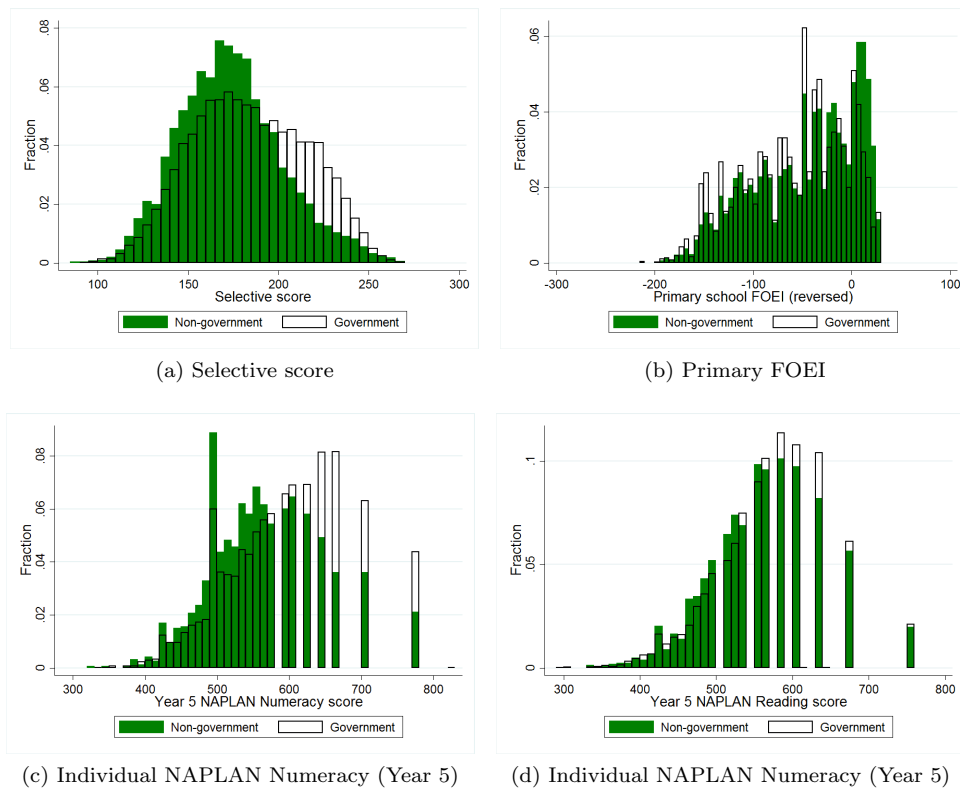 Fraction
.08
.06
.04
.02
0
100 150 200 250 300
Selective score
Non-government Government
(a) Selective score
Fraction
.06
.04
.02
0
-300 -200 -100 0 100
Primary school FOEI (reversed)
Non-government Government
(b) Primary FOEI
Fraction
.08
.06
.04
.02
0
300 400 500 600 700 800
Year 5 NAPLAN Numeracy score
Non-government Government
(c) Individual NAPLAN Numeracy (Year 5)
Fraction
.1
.05
0
300 400 500 600 700 800
Year 5 NAPLAN Reading score
Non-government Government
(d) Individual NAPLAN Numeracy (Year 5)